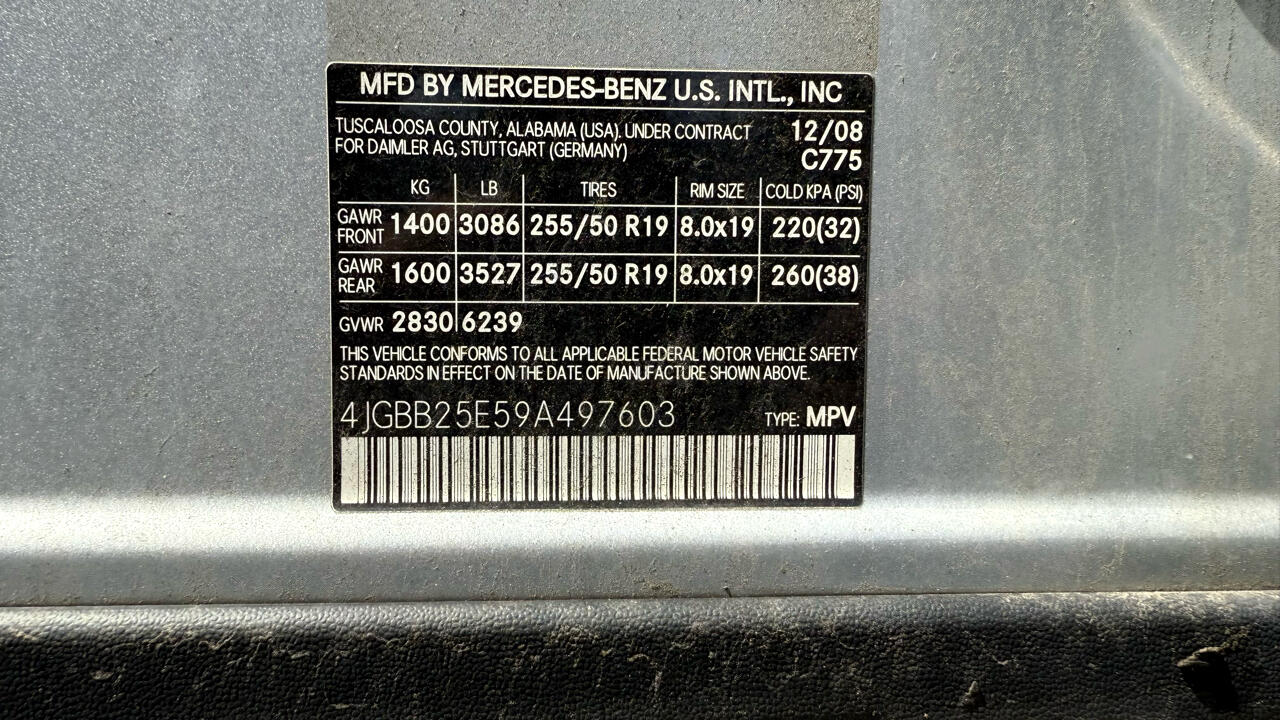 MFD BY MERCEDES-BENZ U.S. INTL., INC
TUSCALOOSA COUNTY, ALABAMA (USA). UNDER CONTRACT 12/08
FOR DAIMLER AG, STUTTGART (GERMANY) C775
KG LB TIRES RIM SIZE COLD KPA (PSI)
GAWR FRONT 1400 3086 255/50 R19 8.0x19 220(32)
GAWR REAR 1600 3527 255/50 R19 8.0x19 260(38)
GVWR 2830 6239
THIS VEHICLE CONFORMS TO ALL APPLICABLE FEDERAL MOTOR VEHICLE SAFETY
STANDARDS IN EFFECT ON THE DATE OF MANUFACTURE SHOWN ABOVE.
4JGBB25E59A497603 TYPE: MPV